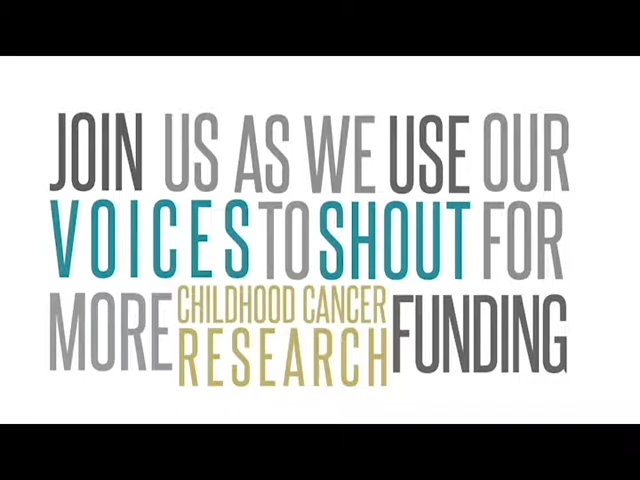 JOIN US AS WE USE OUR
VOICES TO SHOUT FOR
MORE CHILDHOOD CANCER RESEARCH FUNDING